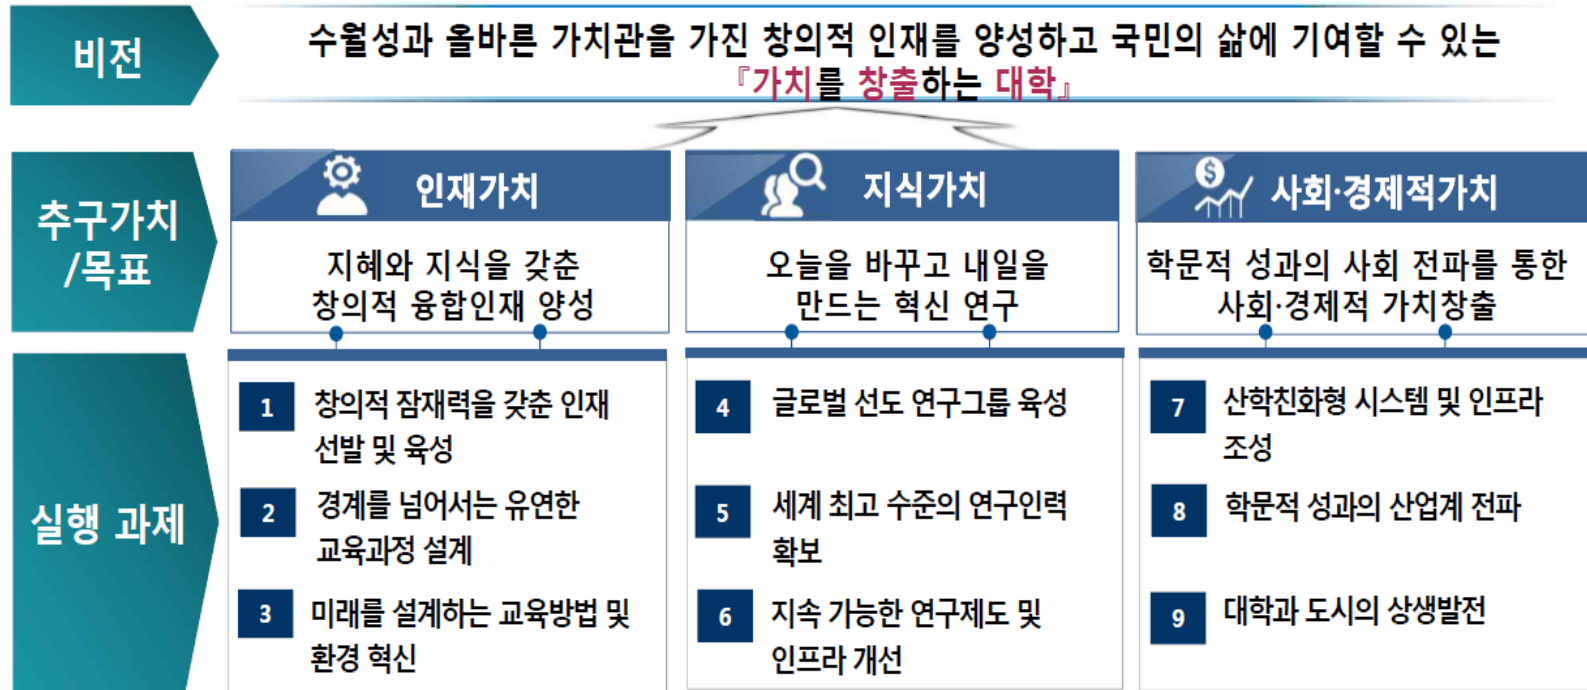 비전
수월성과 올바른 가치관을 가진 창의적 인재를 양성하고 국민의 삶에 기여할 수 있는
『가치를 창출하는 대학』
추구가치
/목표
인재가치
지혜와 지식을 갖춘
창의적 융합인재 양성
지식가치
오늘을 바꾸고 내일을
만드는 혁신 연구
$
사회·경제적가치
학문적 성과의 사회 전파를 통한
사회·경제적 가치창출
실행 과제
1 창의적 잠재력을 갖춘 인재
선발 및 육성
2 경계를 넘어서는 유연한
교육과정 설계
3 미래를 설계하는 교육방법 및
환경 혁신
4 글로벌 선도 연구그룹 육성
5 세계 최고 수준의 연구인력
확보
6 지속 가능한 연구제도 및
인프라 개선
7 산학친화형 시스템 및 인프라
조성
8 학문적 성과의 산업계 전파
9 대학과 도시의 상생발전